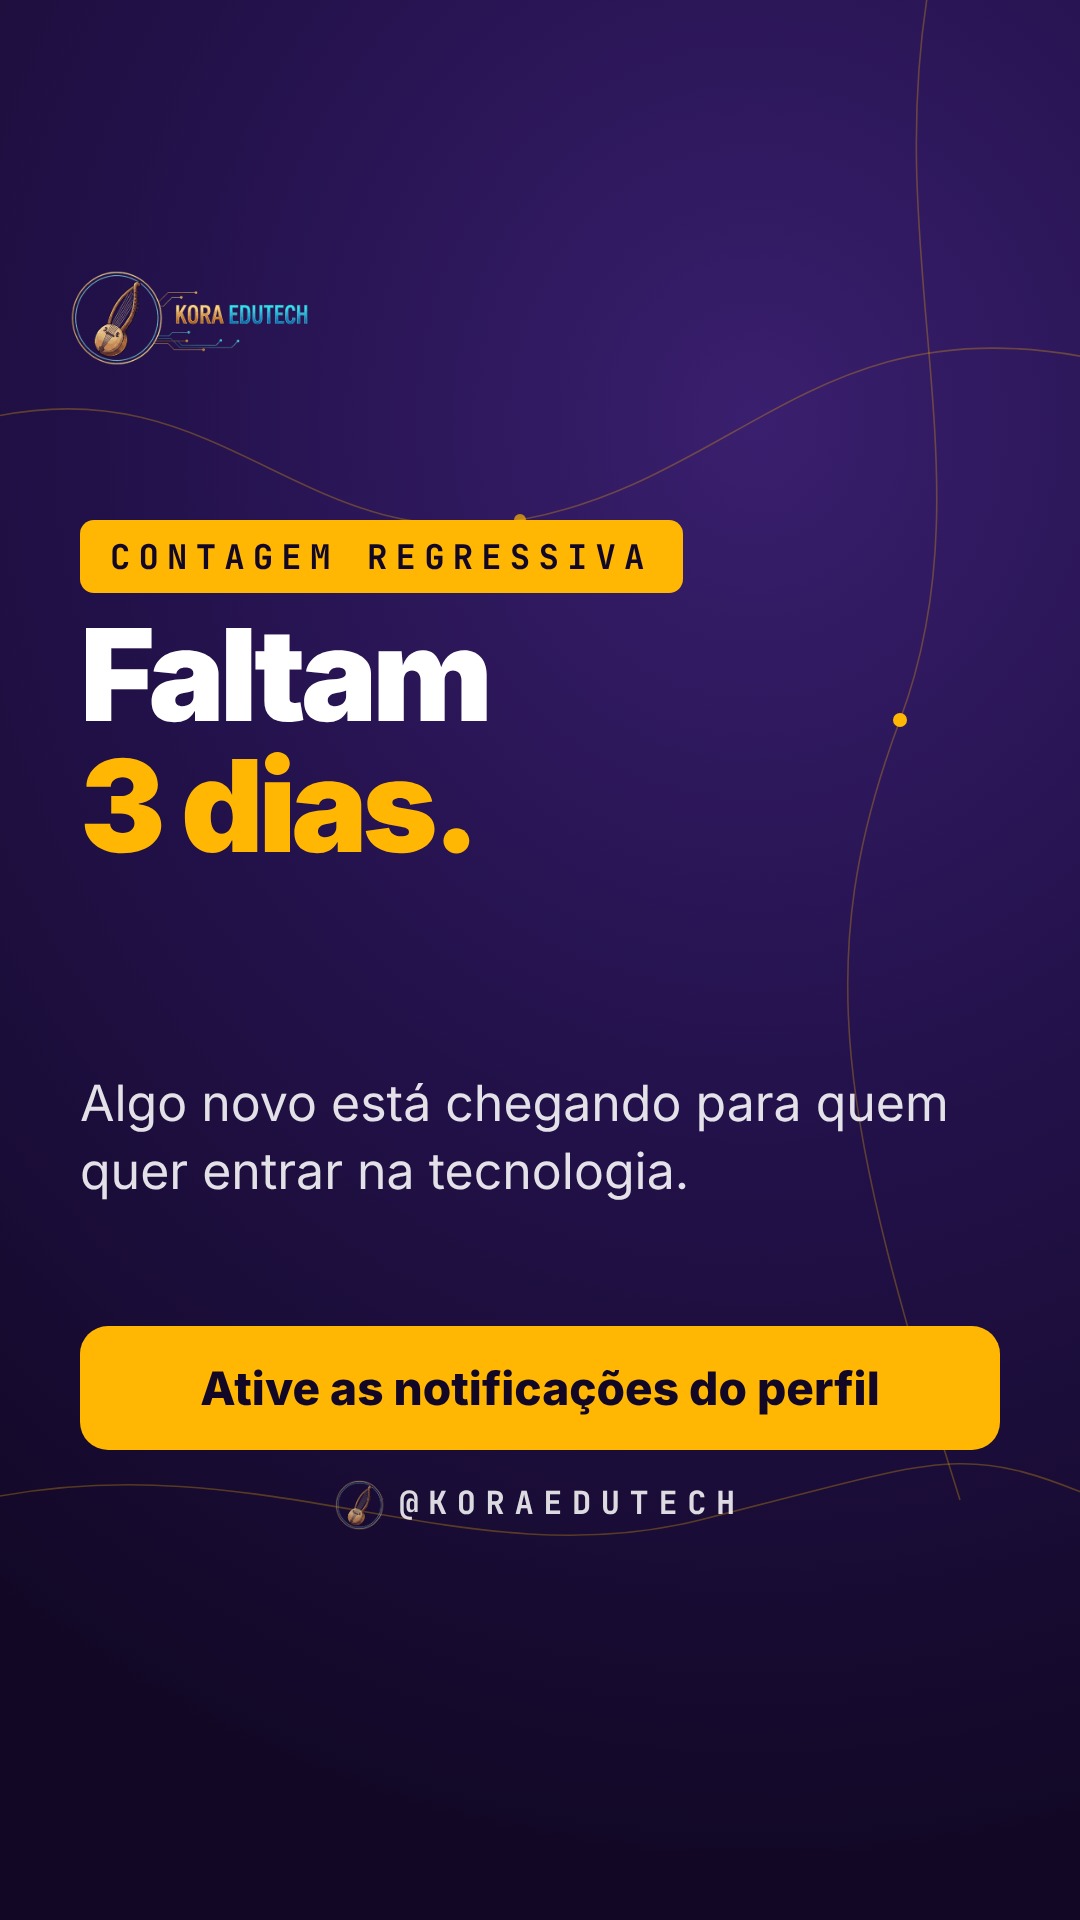 KORA EDUTECH
CONTAGEM REGRESSIVA
Faltam
3 dias.
Algo novo está chegando para quem
quer entrar na tecnologia.
Ative as notificações do perfil
@KORAEDUTECH